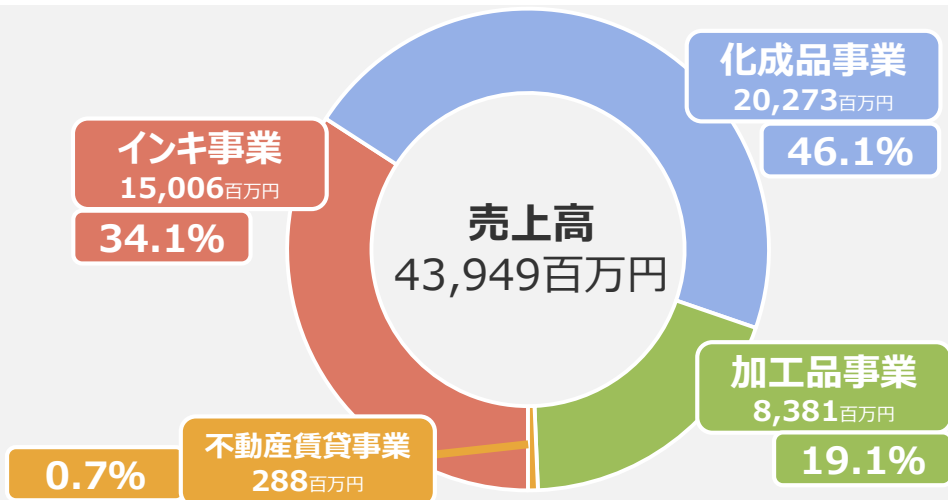 化成品事業
20,273百万円
46.1%
インキ事業
15,006百万円
34.1%
売上高
43,949百万円
加工品事業
8,381百万円
19.1%
不動産賃貸事業
288百万円
0.7%